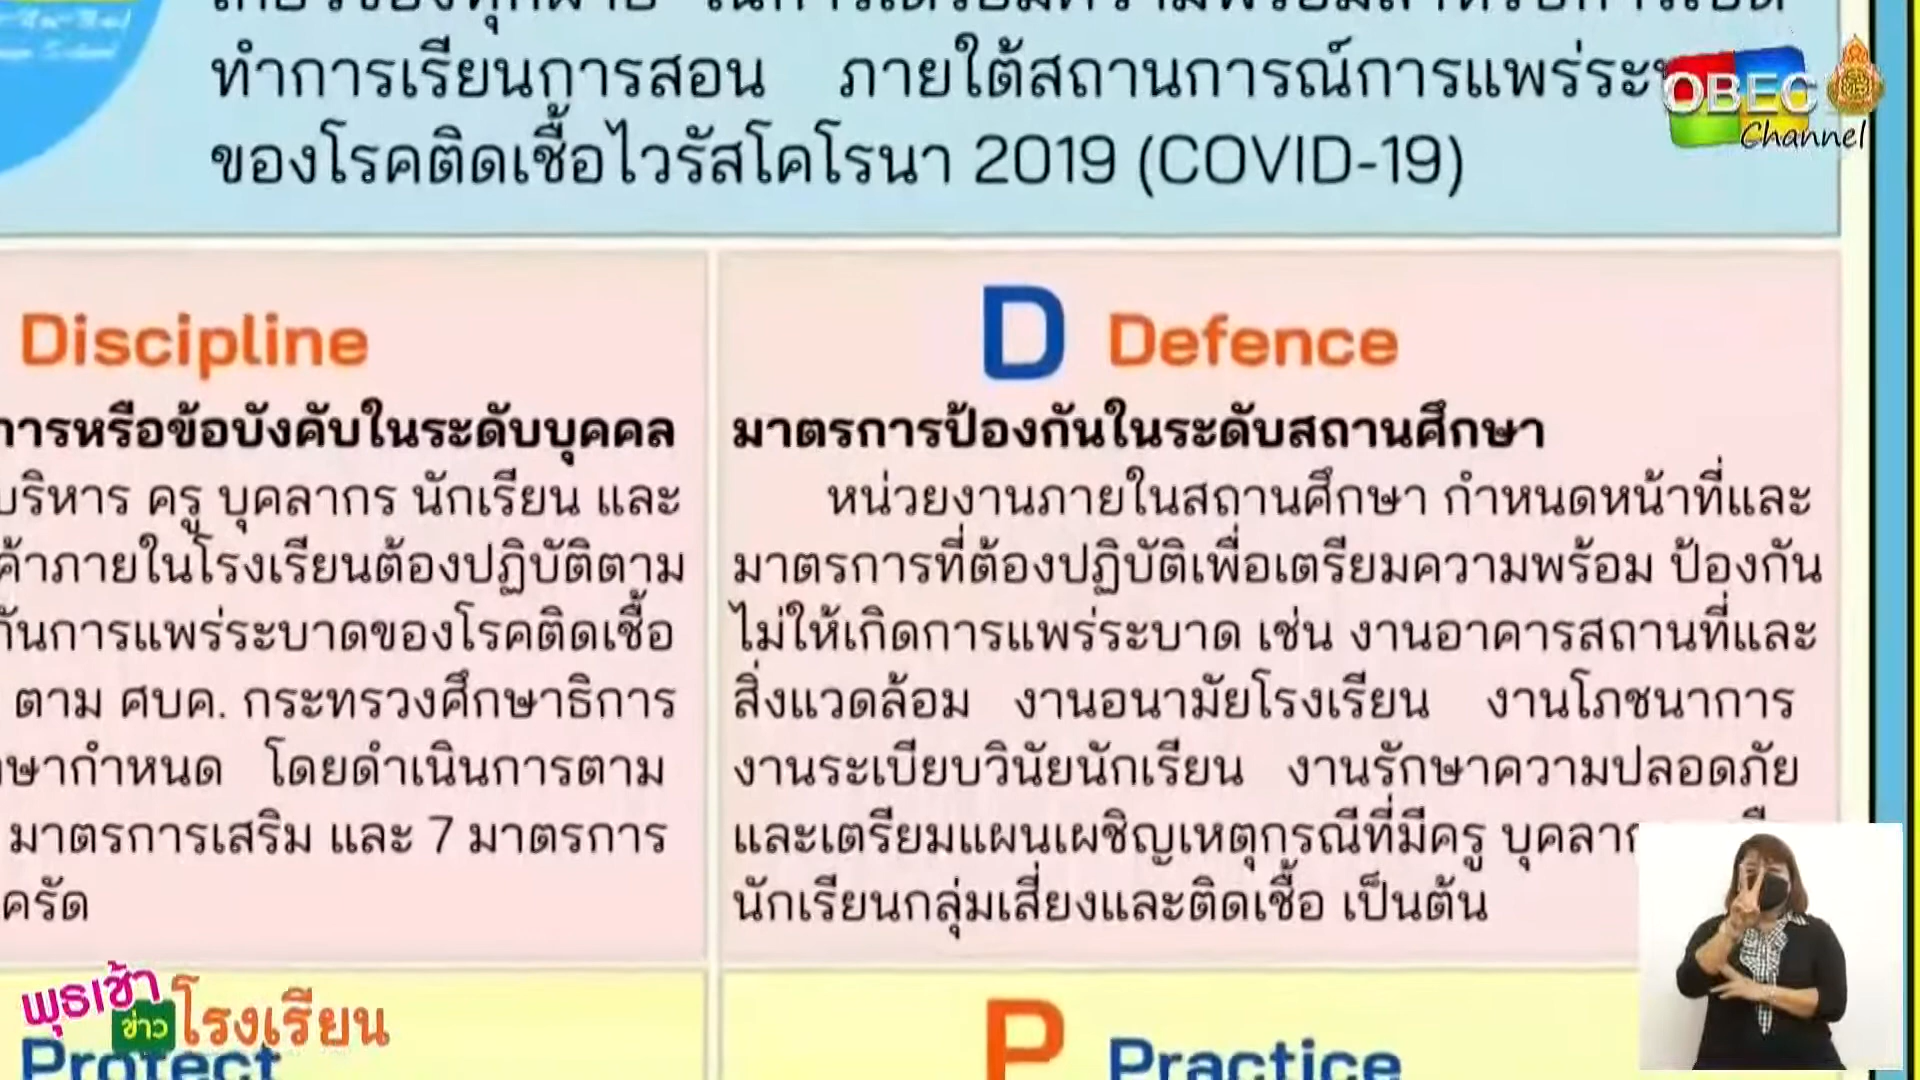 ทำการเรียนการสอน ภายใต้สถานการณ์การแพร่ระ
ของโรคติดเชื้อไวรัสโคโรนา 2019 (COVID-19)
OBEC
Channel
Discipline
การหรือข้อบังคับในระดับบุคคล
บริหาร ครู บุคลากร นักเรียน และ
ค้าภายในโรงเรียนต้องปฏิบัติตาม
กันการแพร่ระบาดของโรคติดเชื้อ
ตาม ศบค. กระทรวงศึกษาธิการ
ษากำหนด โดยดำเนินการตาม
มาตรการเสริม และ 7 มาตรการ
ครัด
D Defence
มาตรการป้องกันในระดับสถานศึกษา
หน่วยงานภายในสถานศึกษา กำหนดหน้าที่และ
มาตรการที่ต้องปฏิบัติเพื่อเตรียมความพร้อม ป้องกัน
ไม่ให้เกิดการแพร่ระบาด เช่น งานอาคารสถานที่และ
สิ่งแวดล้อม งานอนามัยโรงเรียน งานโภชนาการ
งานระเบียบวินัยนักเรียน งานรักษาความปลอดภัย
และเตรียมแผนเผชิญเหตุกรณีที่มีครู บุคลาก
นักเรียนกลุ่มเสี่ยงและติดเชื้อ เป็นต้น
พุธเช้า
ข่าวโรงเรียน
Protect
P Practice